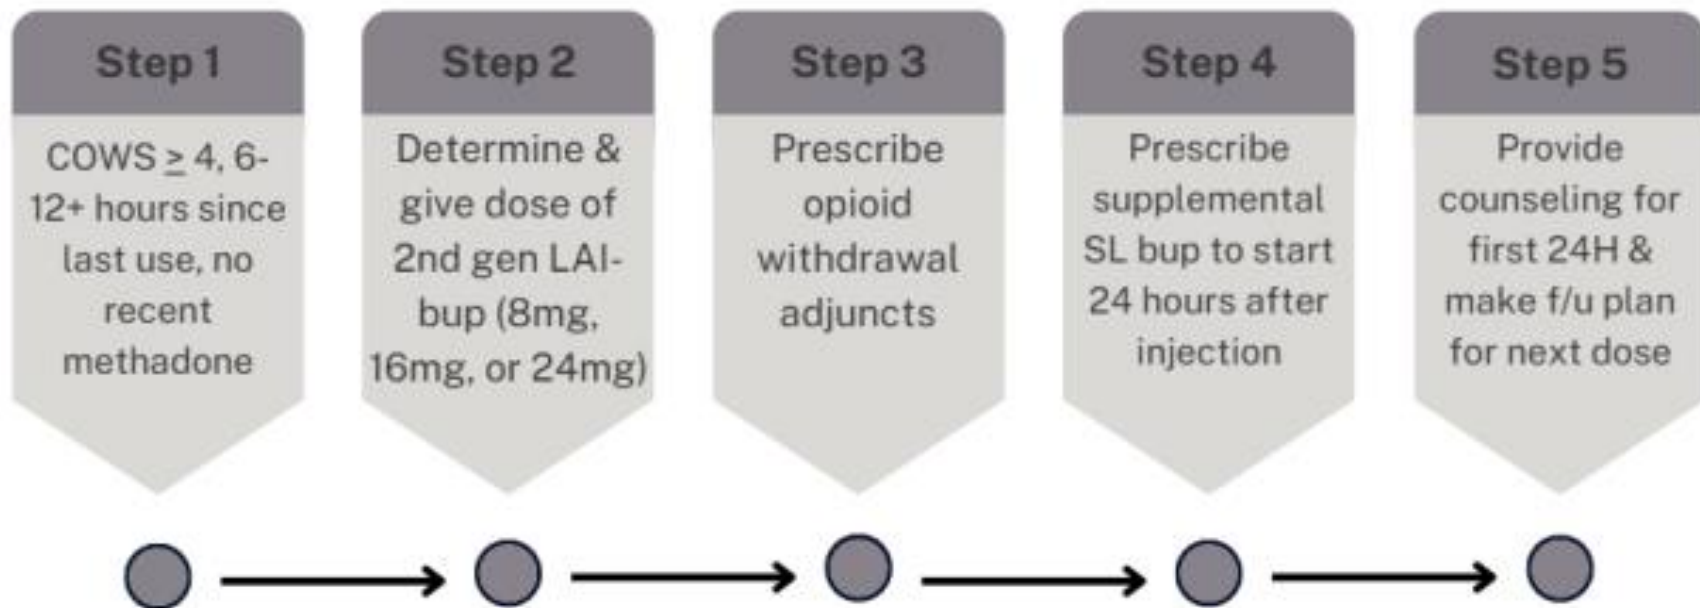 Step 1
COWS ≥ 4, 6-
12+ hours since
last use, no
recent
methadone
Step 2
Determine &
give dose of
2nd gen LAI-
bup (8mg,
16mg, or 24mg)
Step 3
Prescribe
opioid
withdrawal
adjuncts
Step 4
Prescribe
supplemental
SL bup to start
24 hours after
injection
Step 5
Provide
counseling for
first 24H &
make f/u plan
for next dose